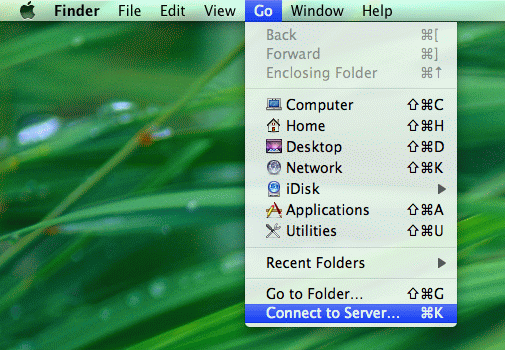 Finder File Edit View Go Window Help
Back ⌘[
Forward ⌘]
Enclosing Folder ⌘↑
Computer ⇧⌘C
Home ⇧⌘H
Desktop ⇧⌘D
Network ⇧⌘K
iDisk
Applications ⇧⌘A
Utilities ⇧⌘U
Recent Folders
Go to Folder... ⇧⌘G
Connect to Server... ⌘K